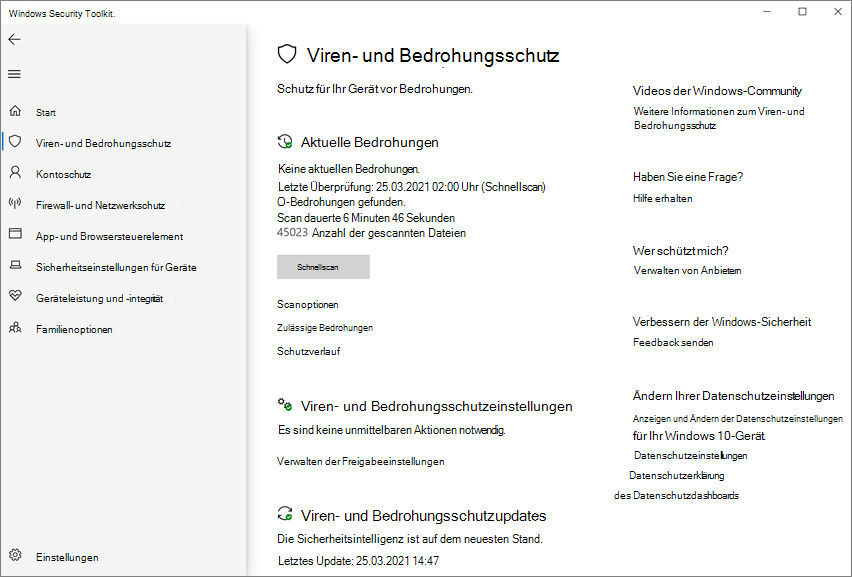 Windows Security Toolkit.
Start
Viren- und Bedrohungsschutz
Kontoschutz
Firewall- und Netzwerkschutz
App- und Browsersteuerelement
Sicherheitseinstellungen für Geräte
Geräteleistung und -integrität
Familienoptionen
Einstellungen
Viren- und Bedrohungsschutz
Schutz für Ihr Gerät vor Bedrohungen.
Aktuelle Bedrohungen
Keine aktuellen Bedrohungen.
Letzte Überprüfung: 25.03.2021 02:00 Uhr (Schnellscan)
O-Bedrohungen gefunden.
Scan dauerte 6 Minuten 46 Sekunden
45023 Anzahl der gescannten Dateien
Schnellscan
Scanoptionen
Zulässige Bedrohungen
Schutzverlauf
Viren- und Bedrohungsschutzeinstellungen
Es sind keine unmittelbaren Aktionen notwendig.
Verwalten der Freigabeeinstellungen
Viren- und Bedrohungsschutzupdates
Die Sicherheitsintelligenz ist auf dem neuesten Stand.
Letztes Update: 25.03.2021 14:47
Videos der Windows-Community
Weitere Informationen zum Viren- und
Bedrohungsschutz
Haben Sie eine Frage?
Hilfe erhalten
Wer schützt mich?
Verwalten von Anbietern
Verbessern der Windows-Sicherheit
Feedback senden
Ändern Ihrer Datenschutzeinstellungen
Anzeigen und Ändern der Datenschutzeinstellungen
für Ihr Windows 10-Gerät.
Datenschutzeinstellungen
Datenschutzerklärung
des Datenschutzdashboards